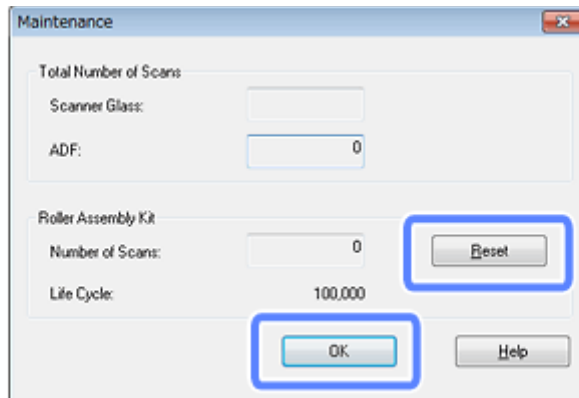 Maintenance
Total Number of Scans
Scanner Glass:
ADF: 0
Roller Assembly Kit
Number of Scans: 0 Reset
Life Cycle: 100,000
OK Help